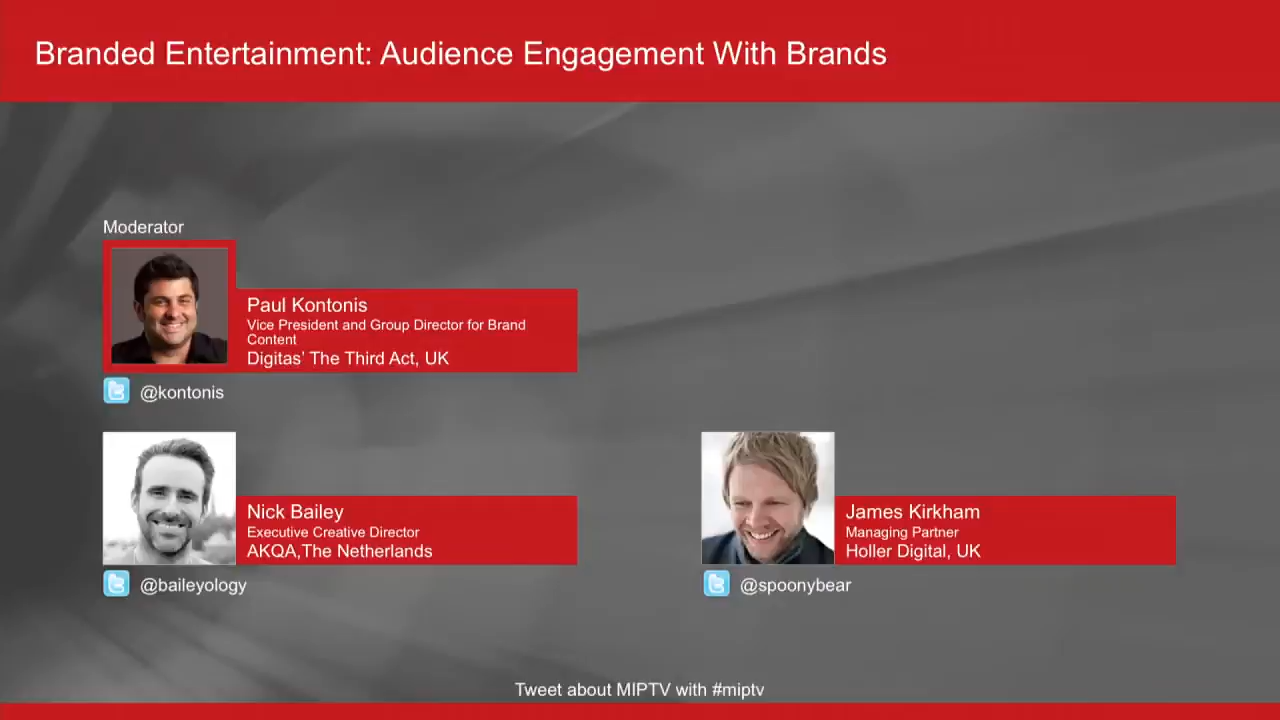 Branded Entertainment: Audience Engagement With Brands
Moderator
Paul Kontonis
Vice President and Group Director for Brand
Content
Digitas’ The Third Act, UK
@kontonis
Nick Bailey
Executive Creative Director
AKQA,The Netherlands
@baileyology
James Kirkham
Managing Partner
Holler Digital, UK
@spoonybear
Tweet about MIPTV with #miptv